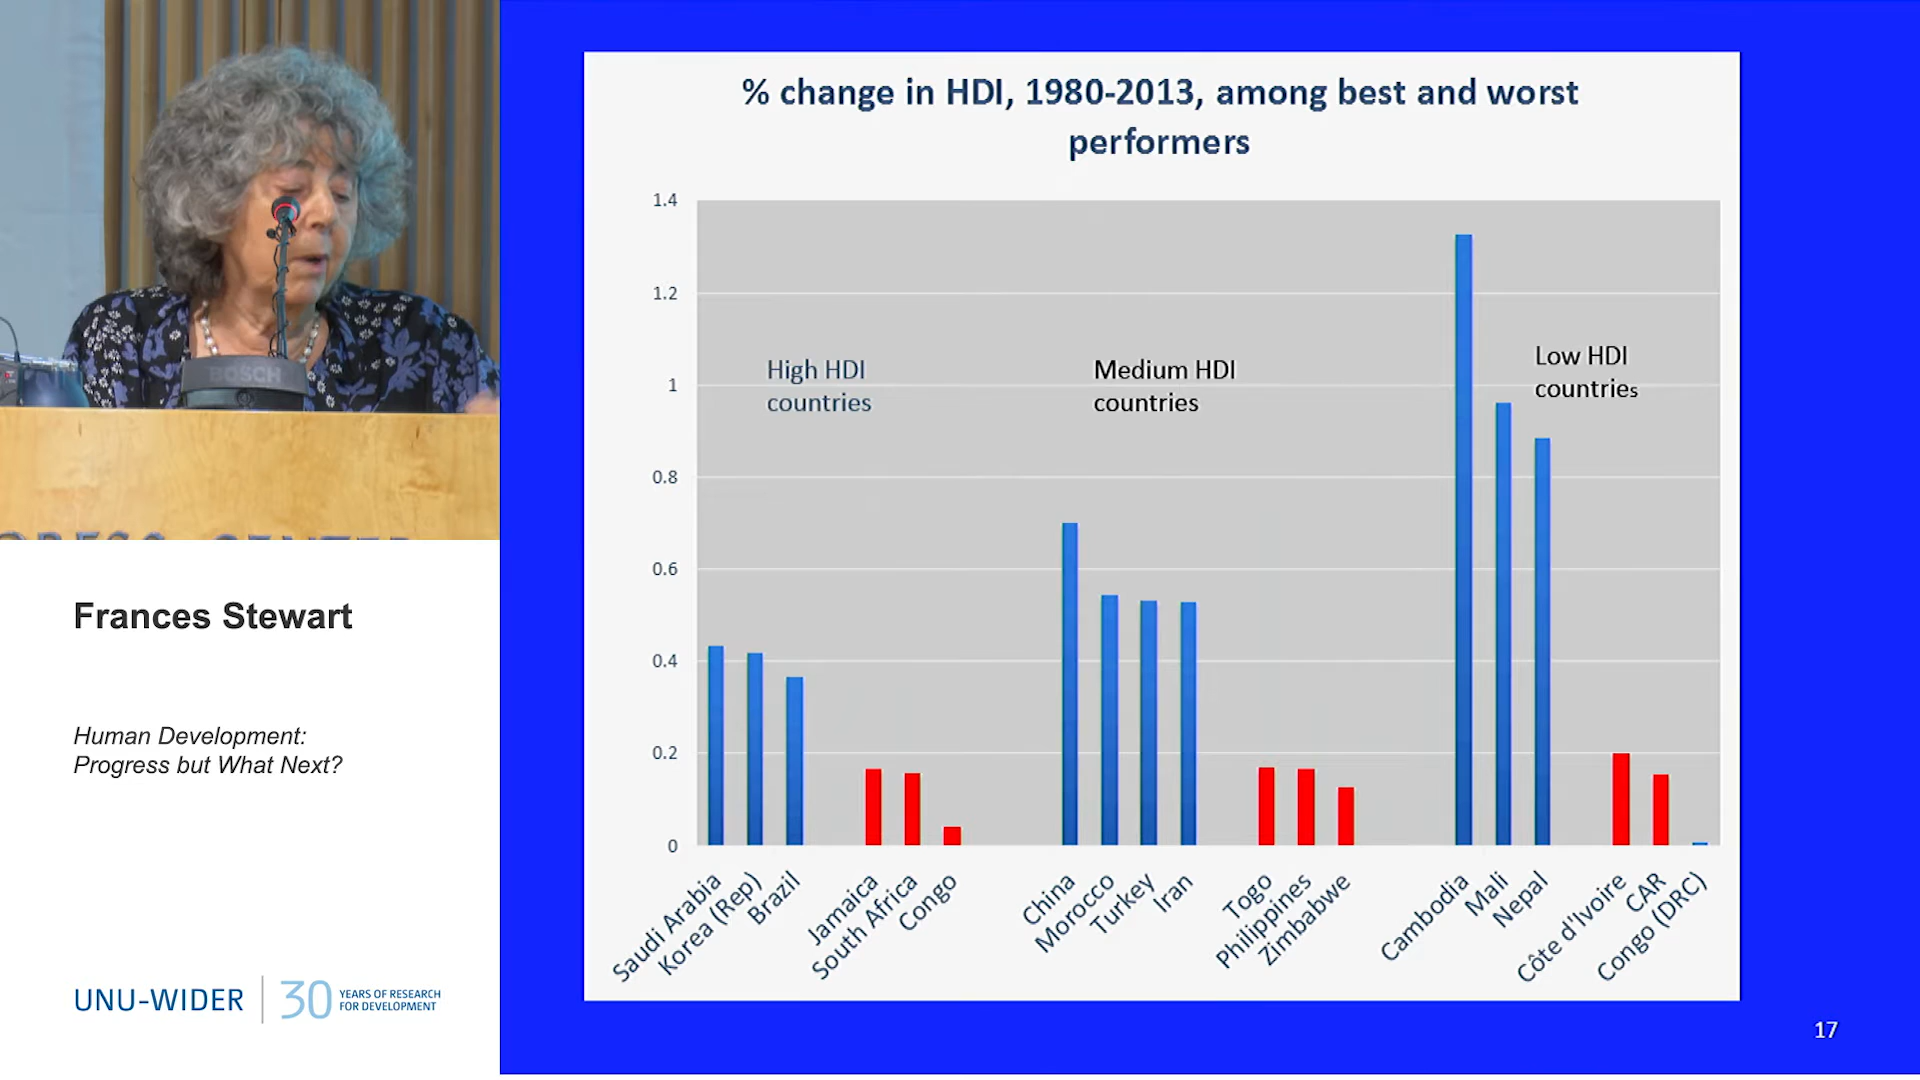 BOSCH
Frances Stewart
Human Development:
Progress but What Next?
UNU-WIDER
30
YEARS OF RESEARCH
FOR DEVELOPMENT
% change in HDI, 1980-2013, among best and worst
performers
1.4
1.2
1
0.8
0.6
0.4
0.2
0
High HDI
countries
Medium HDI
countries
Low HDI
countries
Saudi Arabia
Korea (Rep)
Brazil
Jamaica
South Africa
Congo
China
Morocco
Turkey
Iran
Togo
Philippines
Zimbabwe
Cambodia
Mali
Nepal
Côte d'Ivoire
CAR
Congo (DRC)
17